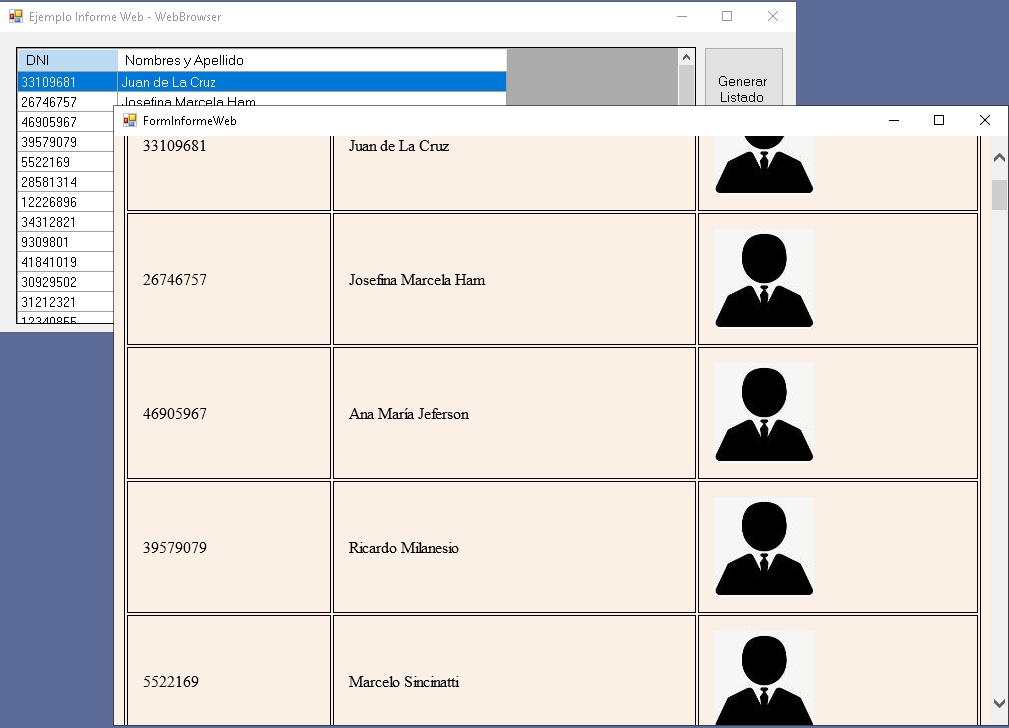 Ejemplo Informe Web - WebBrowser
DNI Nombres y Apellido
33109681 Juan de La Cruz
26746757 Josefina Marcela Ham
46905967
39579079
5522169
28581314
12226896
34312821
9309801
41841019
30929502
31212321
12340855
Generar
Listado
FormInformeWeb
33109681 Juan de La Cruz
26746757 Josefina Marcela Ham
46905967 Ana María Jeferson
39579079 Ricardo Milanesio
5522169 Marcelo Sincinatti